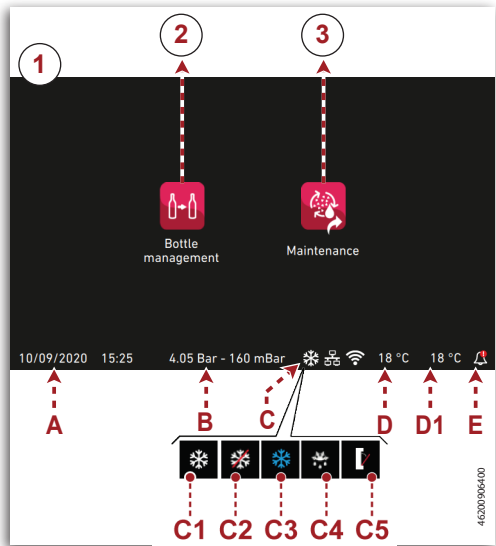 2 3
1
Bottle
management
Maintenance
10/09/2020 15:25 4.05 Bar - 160 mBar 18 °C 18 °C
A B C D D1 E
C1 C2 C3 C4 C5
46200906400